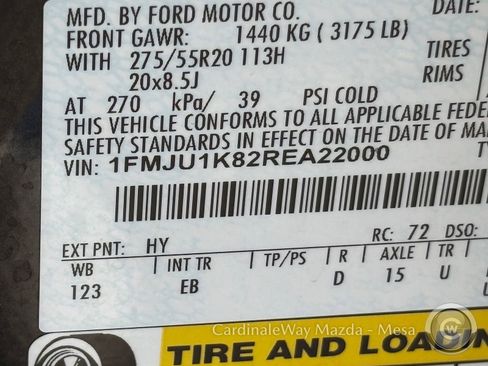 MFD. BY FORD MOTOR CO.
DATE:
FRONT GAWR: 1440 KG ( 3175 LB)
WITH 275/55R20 113H TIRES
20x8.5J RIMS
AT 270 kPa/ 39 PSI COLD
THIS VEHICLE CONFORMS TO ALL APPLICABLE FEDE
SAFETY STANDARDS IN EFFECT ON THE DATE OF MA
VIN: 1FMJU1K82REA22000
EXT PNT: HY RC: 72 DSO:
WB INT TR TP/PS R AXLE TR
123 EB D 15 U
CardinaleWay Mazda - Mesa
TIRE AND LOADIN